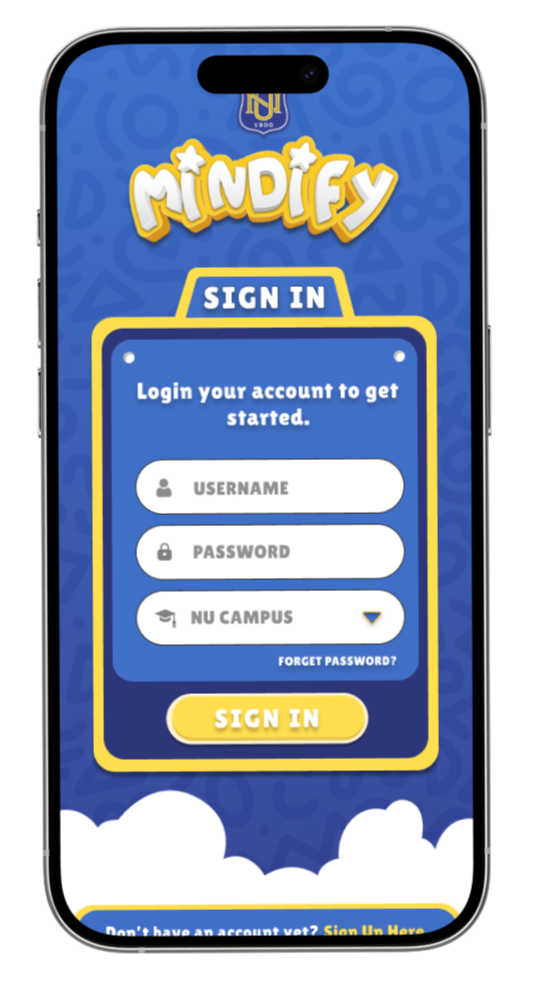 NU
1900
MiNDiFY
SIGN IN
Login your account to get
started.
USERNAME
PASSWORD
NU CAMPUS
FORGET PASSWORD?
SIGN IN
Don't have an account yet? Sign Up Here